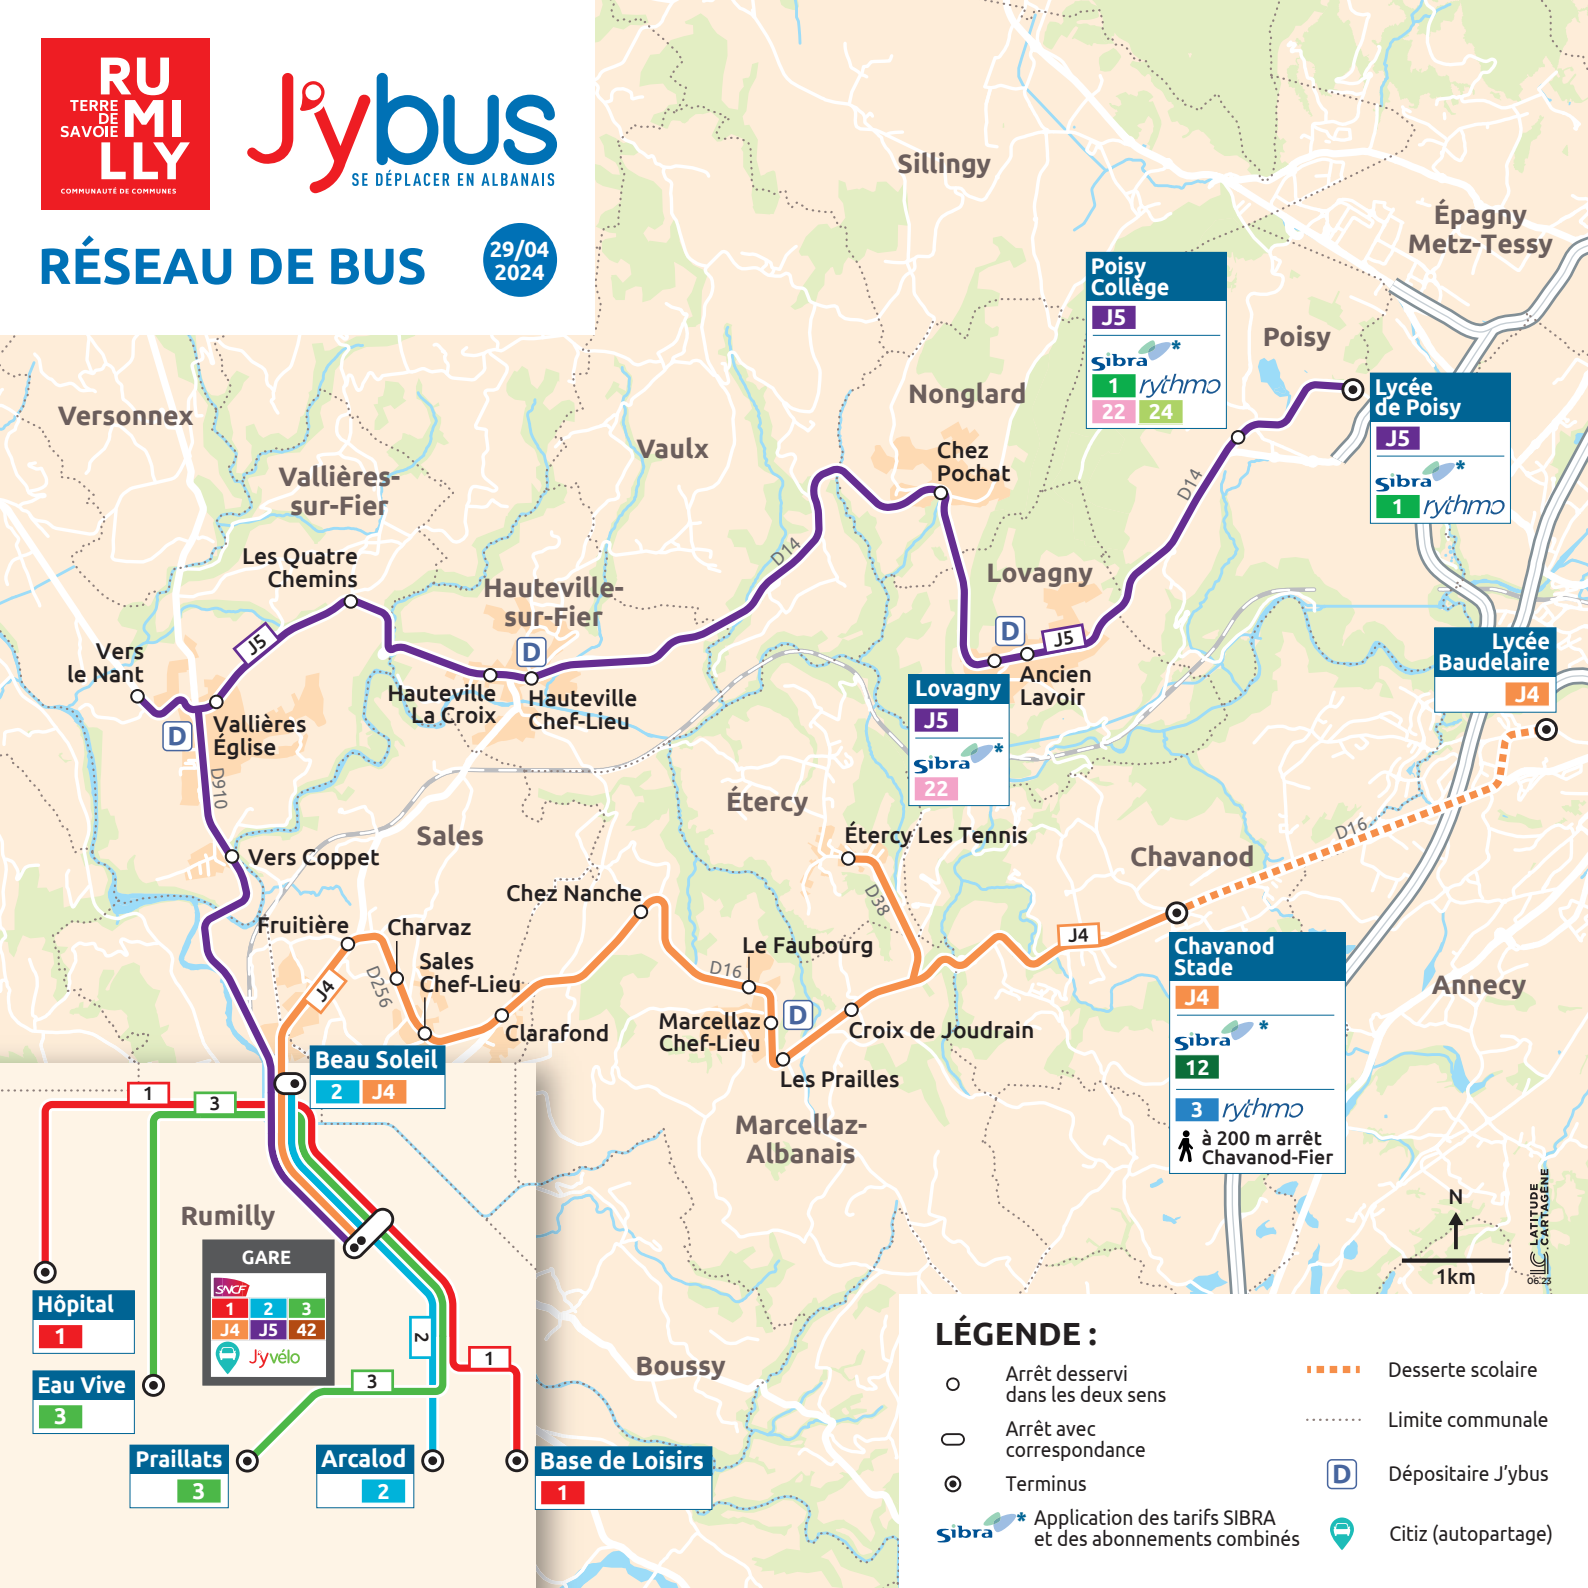 RU
TERRE
DE
SAVOIE
MI
LLY
COMMUNAUTÉ DE COMMUNES
J'ybus
SE DÉPLACER EN ALBANAIS
RÉSEAU DE BUS
29/04
2024
Sillingy
Épagny
Metz-Tessy
Poisy
Collège
J5
sibra *
1 rythmo
22 24
Poisy
Lycée
de Poisy
J5
sibra *
1 rythmo
Versonnex
Vallières-
sur-Fier
Vaulx
Nonglard
Chez
Pochat
D14
Les Quatre
Chemins
Hauteville-
sur-Fier
D14
Lovagny
J5
D
D
J5
Vers
le Nant
Hauteville
La Croix
Hauteville
Chef-Lieu
Ancien
Lavoir
Lovagny
J5
sibra *
22
Lycée
Baudelaire
J4
D
Vallières
Église
D910
Étercy
Sales
Étercy Les Tennis
D16
Chavanod
Vers Coppet
Chez Nanche
D38
Fruitière
Charvaz
Le Faubourg
J4
Sales
Chef-Lieu
D16
D256
J4
Chavanod
Stade
J4
sibra *
12
3 rythmo
à 200 m arrêt
Chavanod-Fier
Annecy
Clarafond
Marcellaz
Chef-Lieu
D
Croix de Joudrain
Les Prailles
Marcellaz-
Albanais
Beau Soleil
2 J4
1
3
Rumilly
GARE
SNCF
1 2 3
J4 J5 42
J'yvélo
Hôpital
1
Eau Vive
3
2
1
3
Praillats
3
Arcalod
2
Base de Loisirs
1
Boussy
N
1km
LATITUDE
CARTAGÈNE
06.23
LÉGENDE :
Arrêt desservi
dans les deux sens
Arrêt avec
correspondance
Terminus
sibra * Application des tarifs SIBRA
et des abonnements combinés
Desserte scolaire
Limite communale
D Dépositaire J'ybus
Citiz (autopartage)